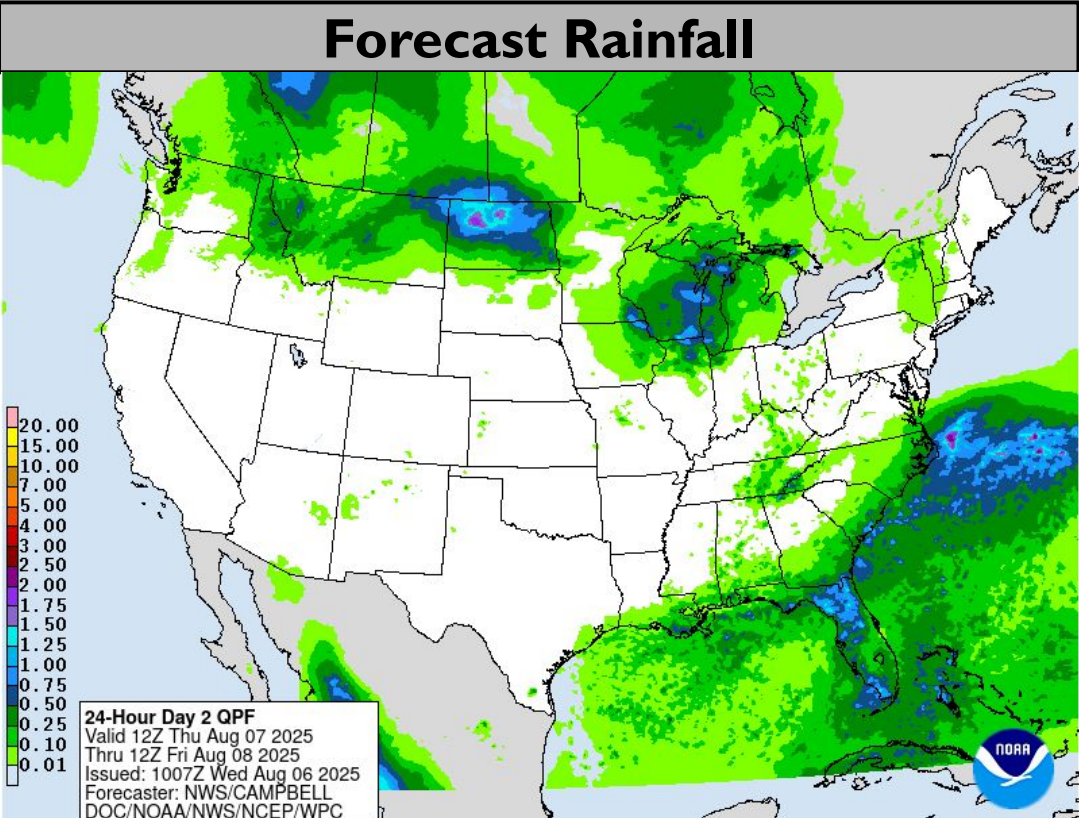 Forecast Rainfall
20.00
15.00
10.00
7.00
5.00
4.00
3.00
2.50
2.00
1.75
1.50
1.25
1.00
0.75
0.50
0.25
0.10
0.01
24-Hour Day 2 QPF
Valid 12Z Thu Aug 07 2025
Thru 12Z Fri Aug 08 2025
Issued: 1007Z Wed Aug 06 2025
Forecaster: NWS/CAMPBELL
DOC/NOAA/NWS/NCEP/WPC
NOAA